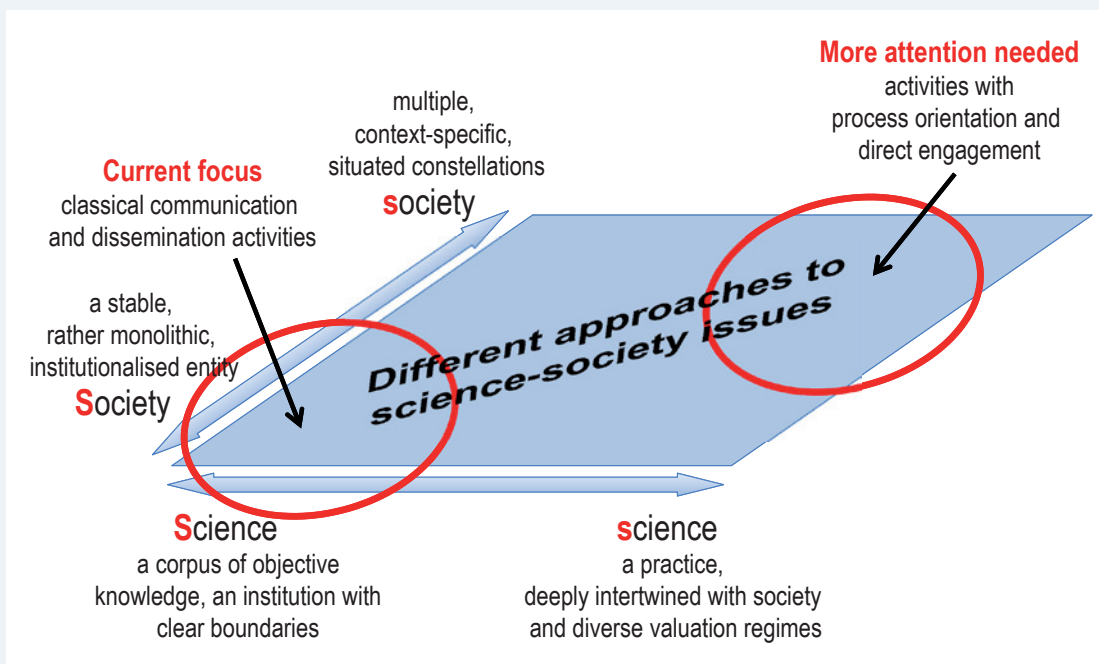 More attention needed
activities with
process orientation and
direct engagement
multiple,
context-specific,
situated constellations
society
Current focus
classical communication
and dissemination activities
a stable,
rather monolithic,
institutionalised entity
Society
Different approaches to
science-society issues
Science
a corpus of objective
knowledge, an institution with
clear boundaries
science
a practice,
deeply intertwined with society
and diverse valuation regimes